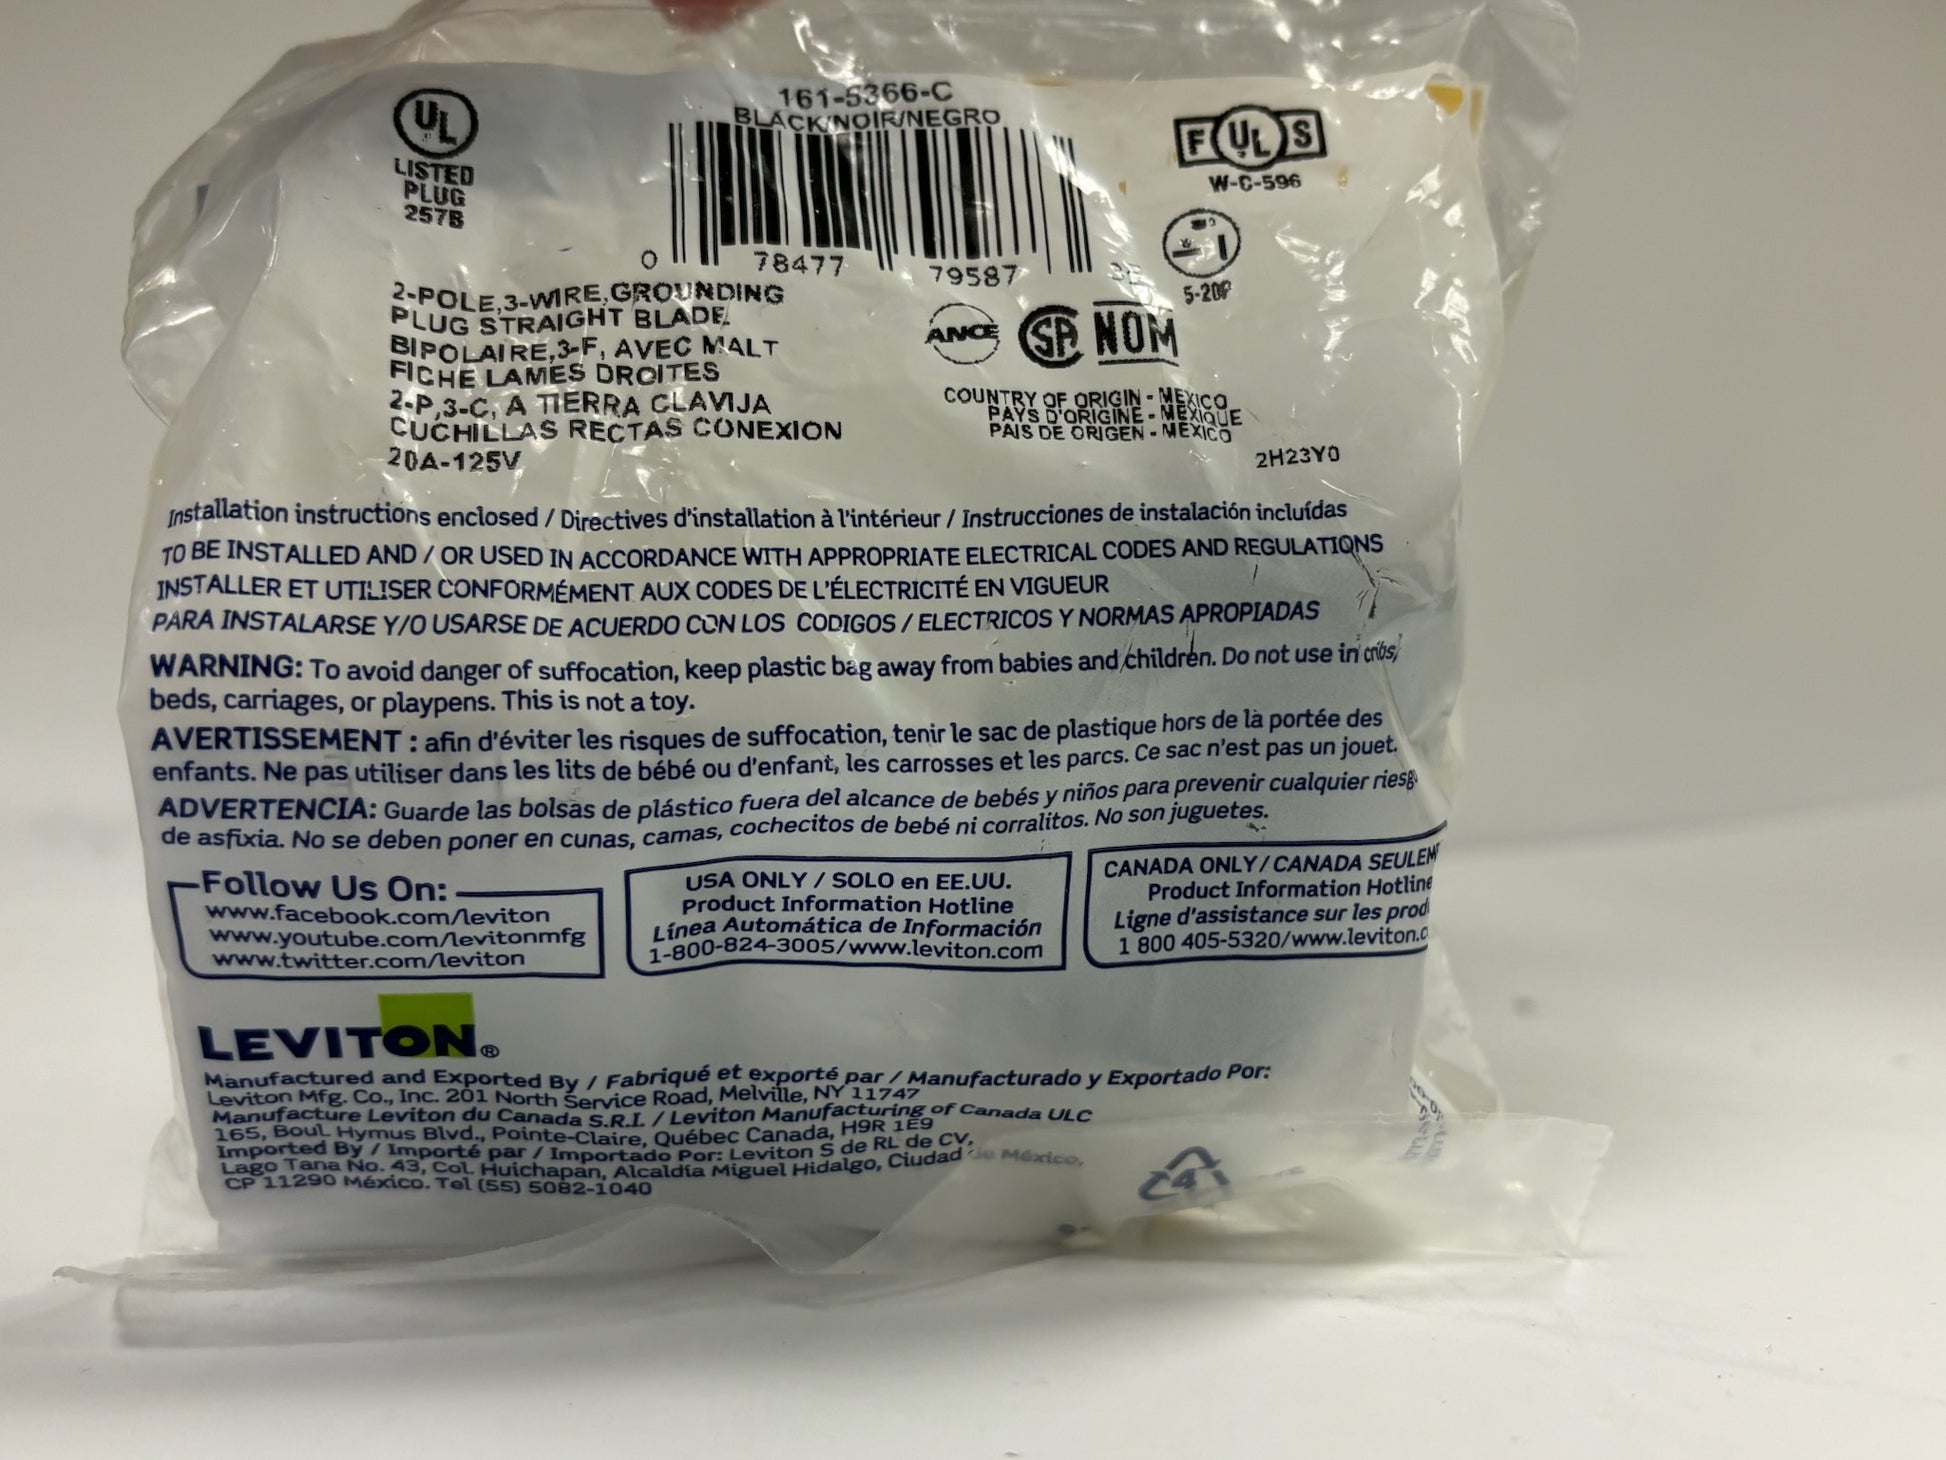 161-5366-C
BLACK/NOIR/NEGRO
UL
LISTED
PLUG
257B
F UL S
W-C-596
0 78477 79587
5-20P
2-POLE,3-WIRE,GROUNDING
PLUG STRAIGHT BLADE.
BIPOLAIRE,3-F, AVEC MALT
FICHE LAMES DROITES
2-P,3-C, A TIERRA CLAVIJA
CUCHILLAS RECTAS CONEXION
20A-125V
ANCE SA NOM
COUNTRY OF ORIGIN - MEXICO
PAYS D'ORIGINE - MEXIQUE
PAIS DE ORIGEN - MEXICO
2H23Y0
Installation instructions enclosed / Directives d'installation à l'intérieur / Instrucciones de instalación incluídas
TO BE INSTALLED AND / OR USED IN ACCORDANCE WITH APPROPRIATE ELECTRICAL CODES AND REGULATIONS
INSTALLER ET UTILISER CONFORMÉMENT AUX CODES DE L'ÉLECTRICITÉ EN VIGUEUR
PARA INSTALARSE Y/O USARSE DE ACUERDO CON LOS CODIGOS / ELECTRICOS Y NORMAS APROPIADAS
WARNING: To avoid danger of suffocation, keep plastic bag away from babies and children. Do not use in cribs,
beds, carriages, or playpens. This is not a toy.
AVERTISSEMENT : afin d'éviter les risques de suffocation, tenir le sac de plastique hors de la portée des
enfants. Ne pas utiliser dans les lits de bébé ou d'enfant, les carrosses et les parcs. Ce sac n'est pas un jouet.
ADVERTENCIA: Guarde las bolsas de plástico fuera del alcance de bebés y niños para prevenir cualquier riesg
de asfixia. No se deben poner en cunas, camas, cochecitos de bebé ni corralitos. No son juguetes.
Follow Us On:
www.facebook.com/leviton
www.youtube.com/levitonmfg
www.twitter.com/leviton
USA ONLY / SOLO en EE.UU.
Product Information Hotline
Línea Automática de Información
1-800-824-3005/www.leviton.com
CANADA ONLY / CANADA SEULEM
Product Information Hotline
Ligne d'assistance sur les prod
1 800 405-5320/www.leviton.c
LEVITON®
Manufactured and Exported By / Fabriqué et exporté par / Manufacturado y Exportado Por:
Leviton Mfg. Co., Inc. 201 North Service Road, Melville, NY 11747
Manufacture Leviton du Canada S.R.I. / Leviton Manufacturing of Canada ULC
165, Boul Hymus Blvd., Pointe-Claire, Québec Canada, H9R 1E9
Imported By / Importé par / Importado Por: Leviton S de RL de CV,
Lago Tana No. 43, Col. Huichapan, Alcaldía Miguel Hidalgo, Ciudad de México,
CP 11290 México. Tel (55) 5082-1040
4